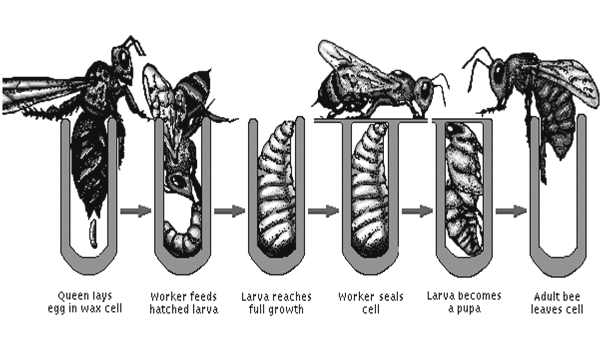 Queen lays
egg in wax cell
Worker feeds
hatched larva
Larva reaches
full growth
Worker seals
cell
Larva becomes
a pupa
Adult bee
leaves cell